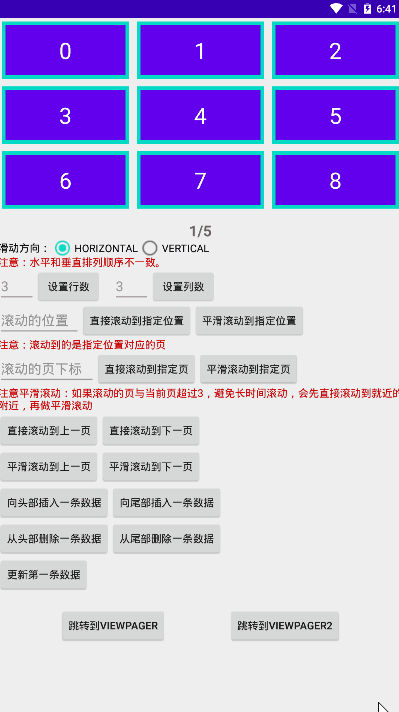 6:41
0 1 2
3 4 5
6 7 8
1/5
滑动方向： HORIZONTAL VERTICAL
注意：水平和垂直排列顺序不一致。
3 设置行数 3 设置列数
滚动的位置 直接滚动到指定位置 平滑滚动到指定位置
注意：滚动到的是指定位置对应的页
滚动的页下标 直接滚动到指定页 平滑滚动到指定页
注意平滑滚动：如果滚动的页与当前页超过3，避免长时间滚动，会先直接滚动到就近的
附近，再做平滑滚动
直接滚动到上一页 直接滚动到下一页
平滑滚动到上一页 平滑滚动到下一页
向头部插入一条数据 向尾部插入一条数据
从头部删除一条数据 从尾部删除一条数据
更新第一条数据
跳转到VIEWPAGER 跳转到VIEWPAGER2